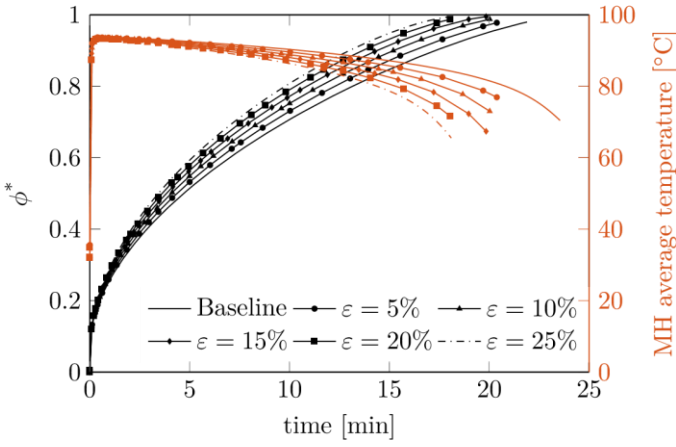 1
0.8
0.6
0.4
0.2
0
ϕ*
100
80
60
40
20
0
MH average temperature [°C]
Baseline ε = 5% ε = 10%
ε = 15% ε = 20% ε = 25%
0 5 10 15 20 25
time [min]